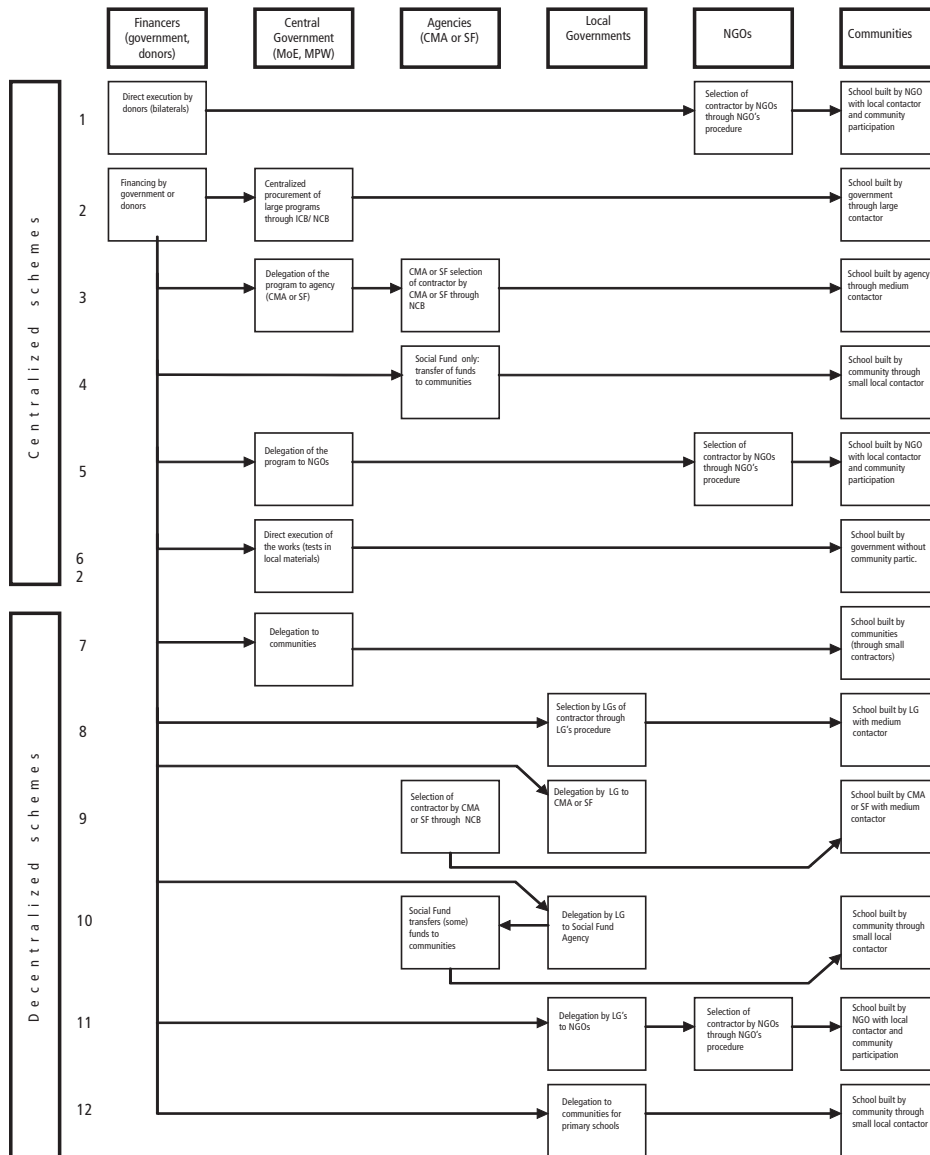 Financers
(government,
donors)
Central
Government
(MoE, MPW)
Agencies
(CMA or SF)
Local
Governments
NGOs
Communities
Centralized schemes
1
Direct execution by
donors (bilaterals)
Selection of
contractor by NGOs
through NGO's
procedure
School built by NGO
with local contactor
and community
participation
2
Financing by
government or
donors
Centralized
procurement of
large programs
through ICB/ NCB
School built by
government
through large
contactor
3
Delegation of the
program to agency
(CMA or SF)
CMA or SF selection
of contractor by
CMA or SF through
NCB
School built by agency
through medium
contactor
4
Social Fund only:
transfer of funds
to communities
School built by
community through
small local contactor
5
Delegation of the
program to NGOs
Selection of
contractor by NGOs
through NGO's
procedure
School built by NGO
with local contactor
and community
participation
6
2
Direct execution of
the works (tests in
local materials)
School built by
government without
community partic.
Decentralized schemes
7
Delegation to
communities
School built by
communities
(through small
contractors)
8
Selection by LGs of
contractor through
LG's procedure
School built by LG
with medium
contactor
9
Selection of
contractor by CMA
or SF through NCB
Delegation by LG to
CMA or SF
School built by CMA
or SF with medium
contactor
10
Social Fund
transfers (some)
funds to
communities
Delegation by LG
to Social Fund
Agency
School built by
community through
small local
contactor
11
Delegation by LG's
to NGOs
Selection of
contractor by NGOs
through NGO's
procedure
School built by
NGO with local
contactor and
community
participation
12
Delegation to
communities for
primary schools
School built by
community through
small local contactor